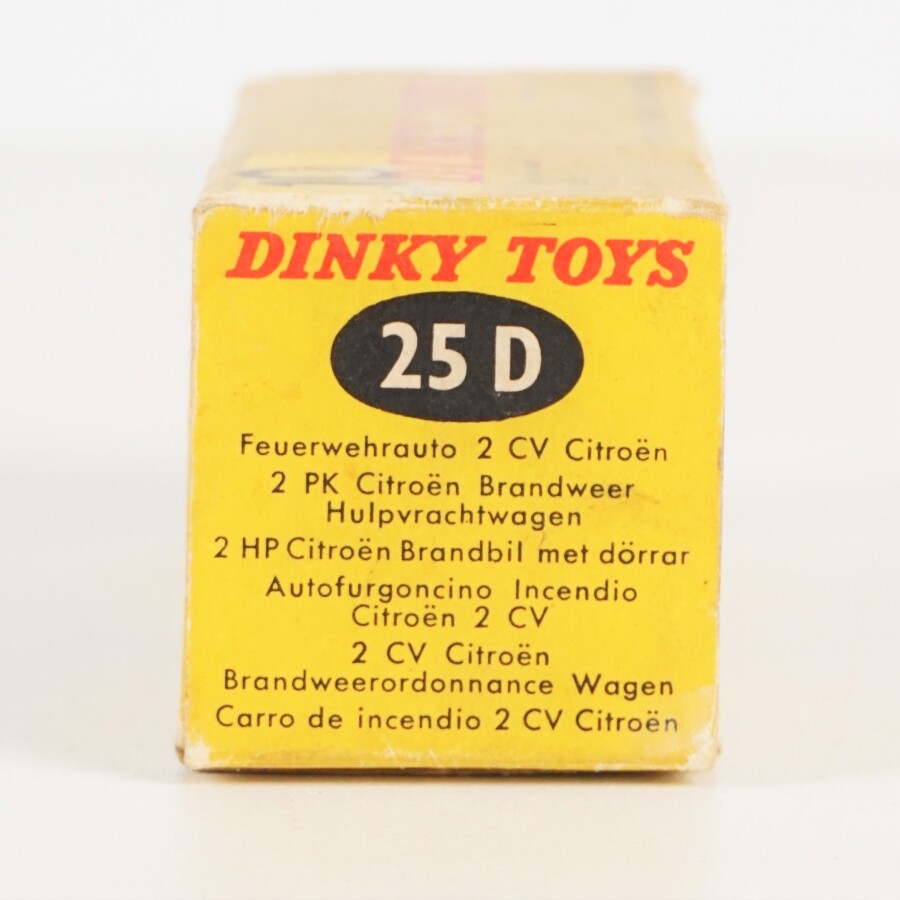 DINKY TOYS
25 D
Feuerwehrauto 2 CV Citroën
2 PK Citroën Brandweer
Hulpvrachtwagen
2 HP Citroën Brandbil met dörrar
Autofurgoncino Incendio
Citroën 2 CV
2 CV Citroën
Brandweerordonnance Wagen
Carro de incendio 2 CV Citroën